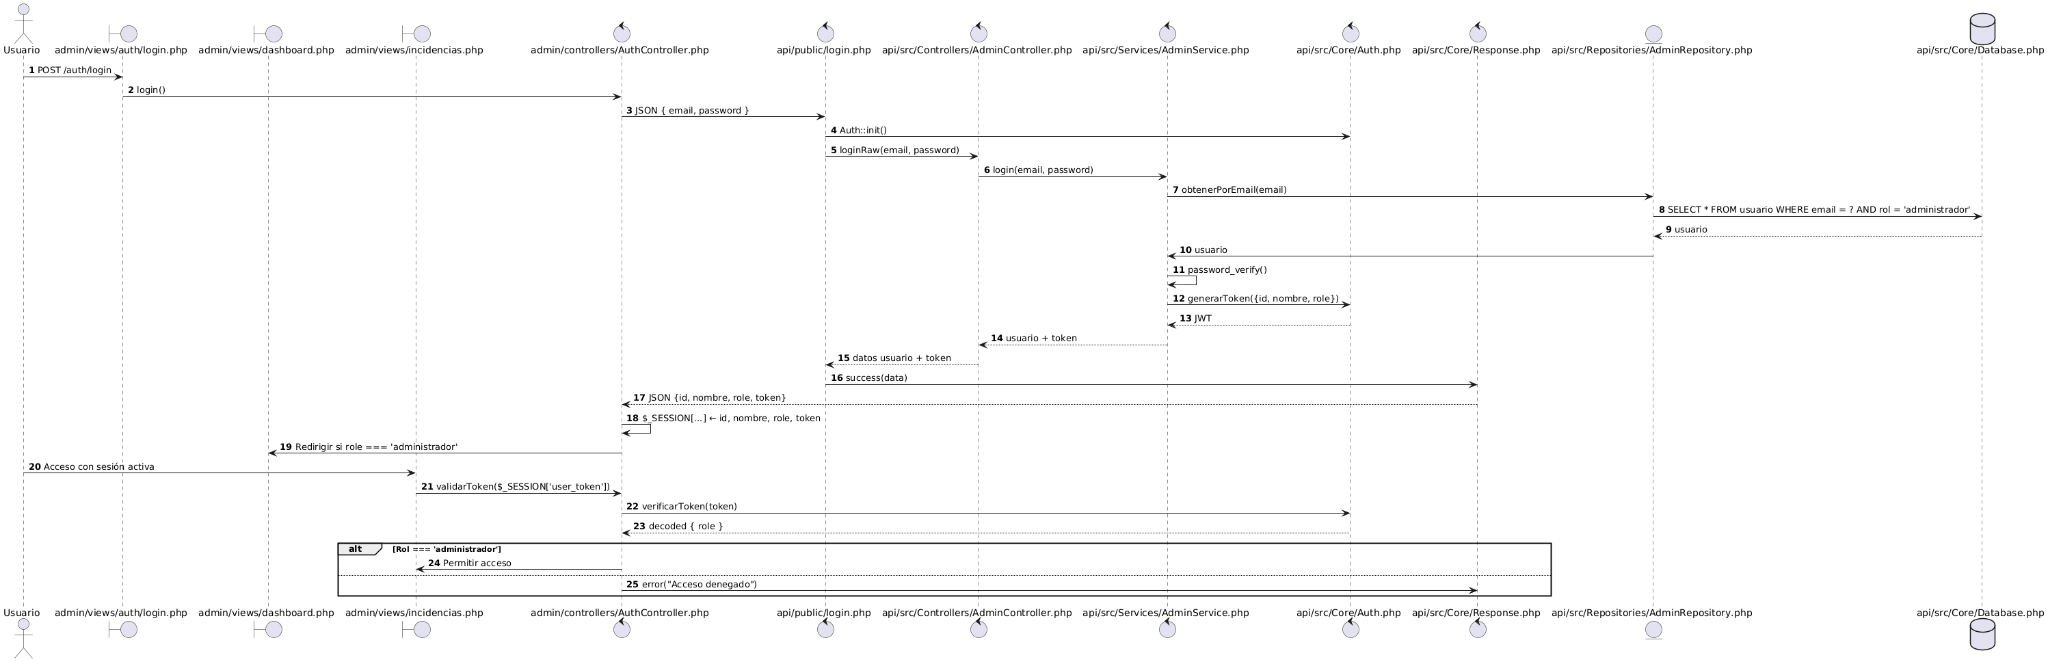 Usuario
admin/views/auth/login.php
admin/views/dashboard.php
admin/views/incidencias.php
admin/controllers/AuthController.php
api/public/login.php
api/src/Controllers/AdminController.php
api/src/Services/AdminService.php
api/src/Core/Auth.php
api/src/Core/Response.php
api/src/Repositories/AdminRepository.php
api/src/Core/Database.php
1 POST /auth/login
2 login()
3 JSON { email, password }
4 Auth::init()
5 loginRaw(email, password)
6 login(email, password)
7 obtenerPorEmail(email)
8 SELECT * FROM usuario WHERE email = ? AND rol = 'administrador'
9 usuario
10 usuario
11 password_verify()
12 generarToken({id, nombre, role})
13 JWT
14 usuario + token
15 datos usuario + token
16 success(data)
17 JSON {id, nombre, role, token}
18 $_SESSION[...] ← id, nombre, role, token
19 Redirigir si role === 'administrador'
20 Acceso con sesión activa
21 validarToken($_SESSION['user_token'])
22 verificarToken(token)
23 decoded { role }
alt [Rol === 'administrador']
24 Permitir acceso
25 error("Acceso denegado")
Usuario
admin/views/auth/login.php
admin/views/dashboard.php
admin/views/incidencias.php
admin/controllers/AuthController.php
api/public/login.php
api/src/Controllers/AdminController.php
api/src/Services/AdminService.php
api/src/Core/Auth.php
api/src/Core/Response.php
api/src/Repositories/AdminRepository.php
api/src/Core/Database.php